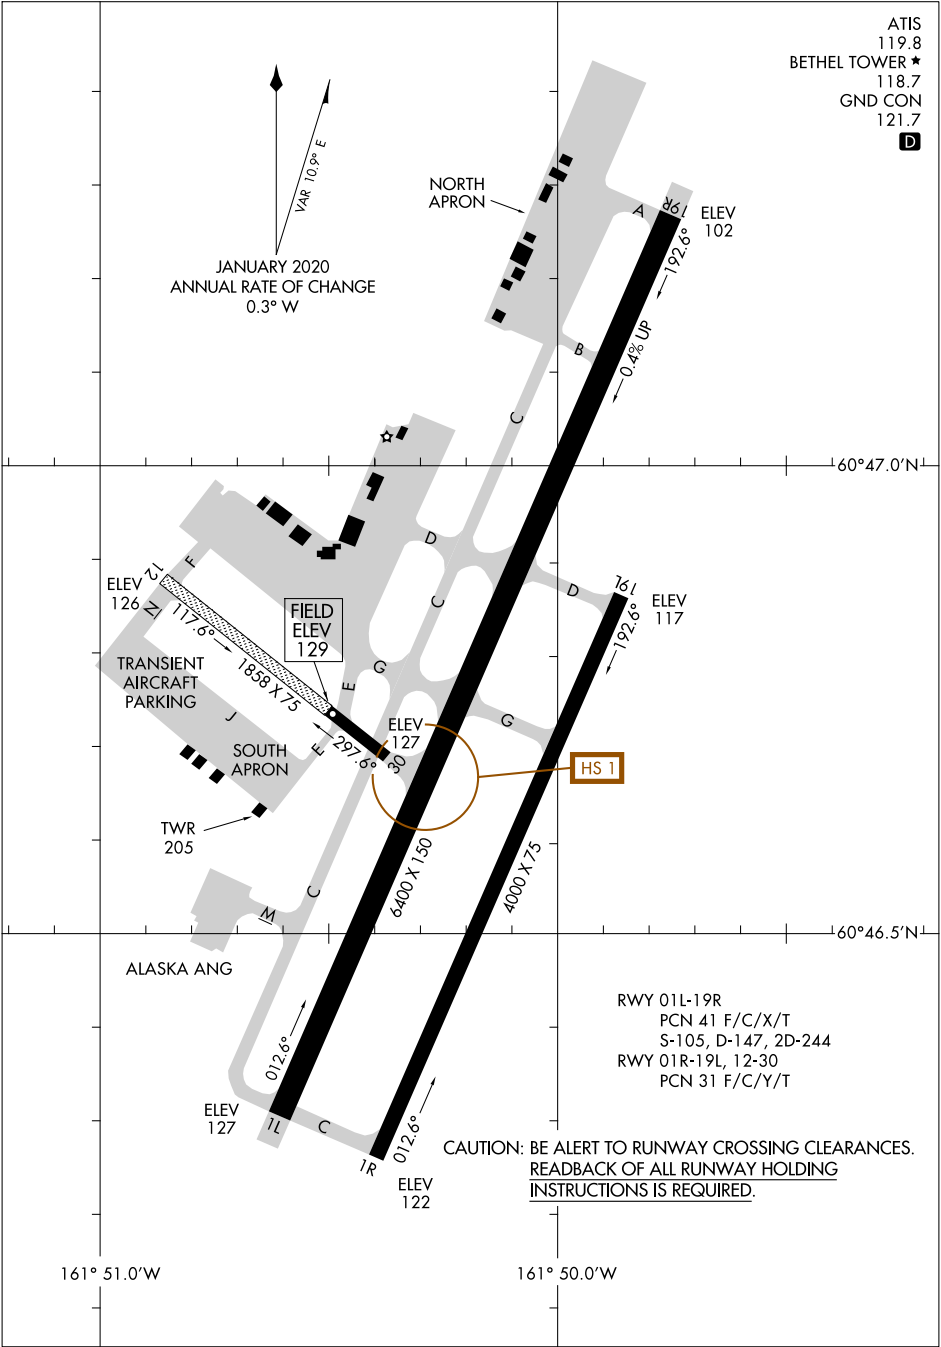 ATIS
119.8
BETHEL TOWER ★
118.7
GND CON
121.7
D
VAR 10.9° E
JANUARY 2020
ANNUAL RATE OF CHANGE
0.3° W
NORTH
APRON
A
19R
ELEV
102
192.6°
0.4% UP
B
C
60°47.0'N
D
C
D
19L
ELEV
117
192.6°
F
12
ELEV
126
N
117.6°
1858 X 75
FIELD
ELEV
129
TRANSIENT
AIRCRAFT
PARKING
J
SOUTH
APRON
G
E
E
297.6°
ELEV
127
30
G
HS 1
TWR
205
6400 X 150
4000 X 75
C
M
60°46.5'N
ALASKA ANG
RWY 01L-19R
PCN 41 F/C/X/T
S-105, D-147, 2D-244
RWY 01R-19L, 12-30
PCN 31 F/C/Y/T
012.6°
ELEV
127
1L
C
1R
012.6°
ELEV
122
CAUTION: BE ALERT TO RUNWAY CROSSING CLEARANCES.
READBACK OF ALL RUNWAY HOLDING
INSTRUCTIONS IS REQUIRED.
161° 51.0'W
161° 50.0'W